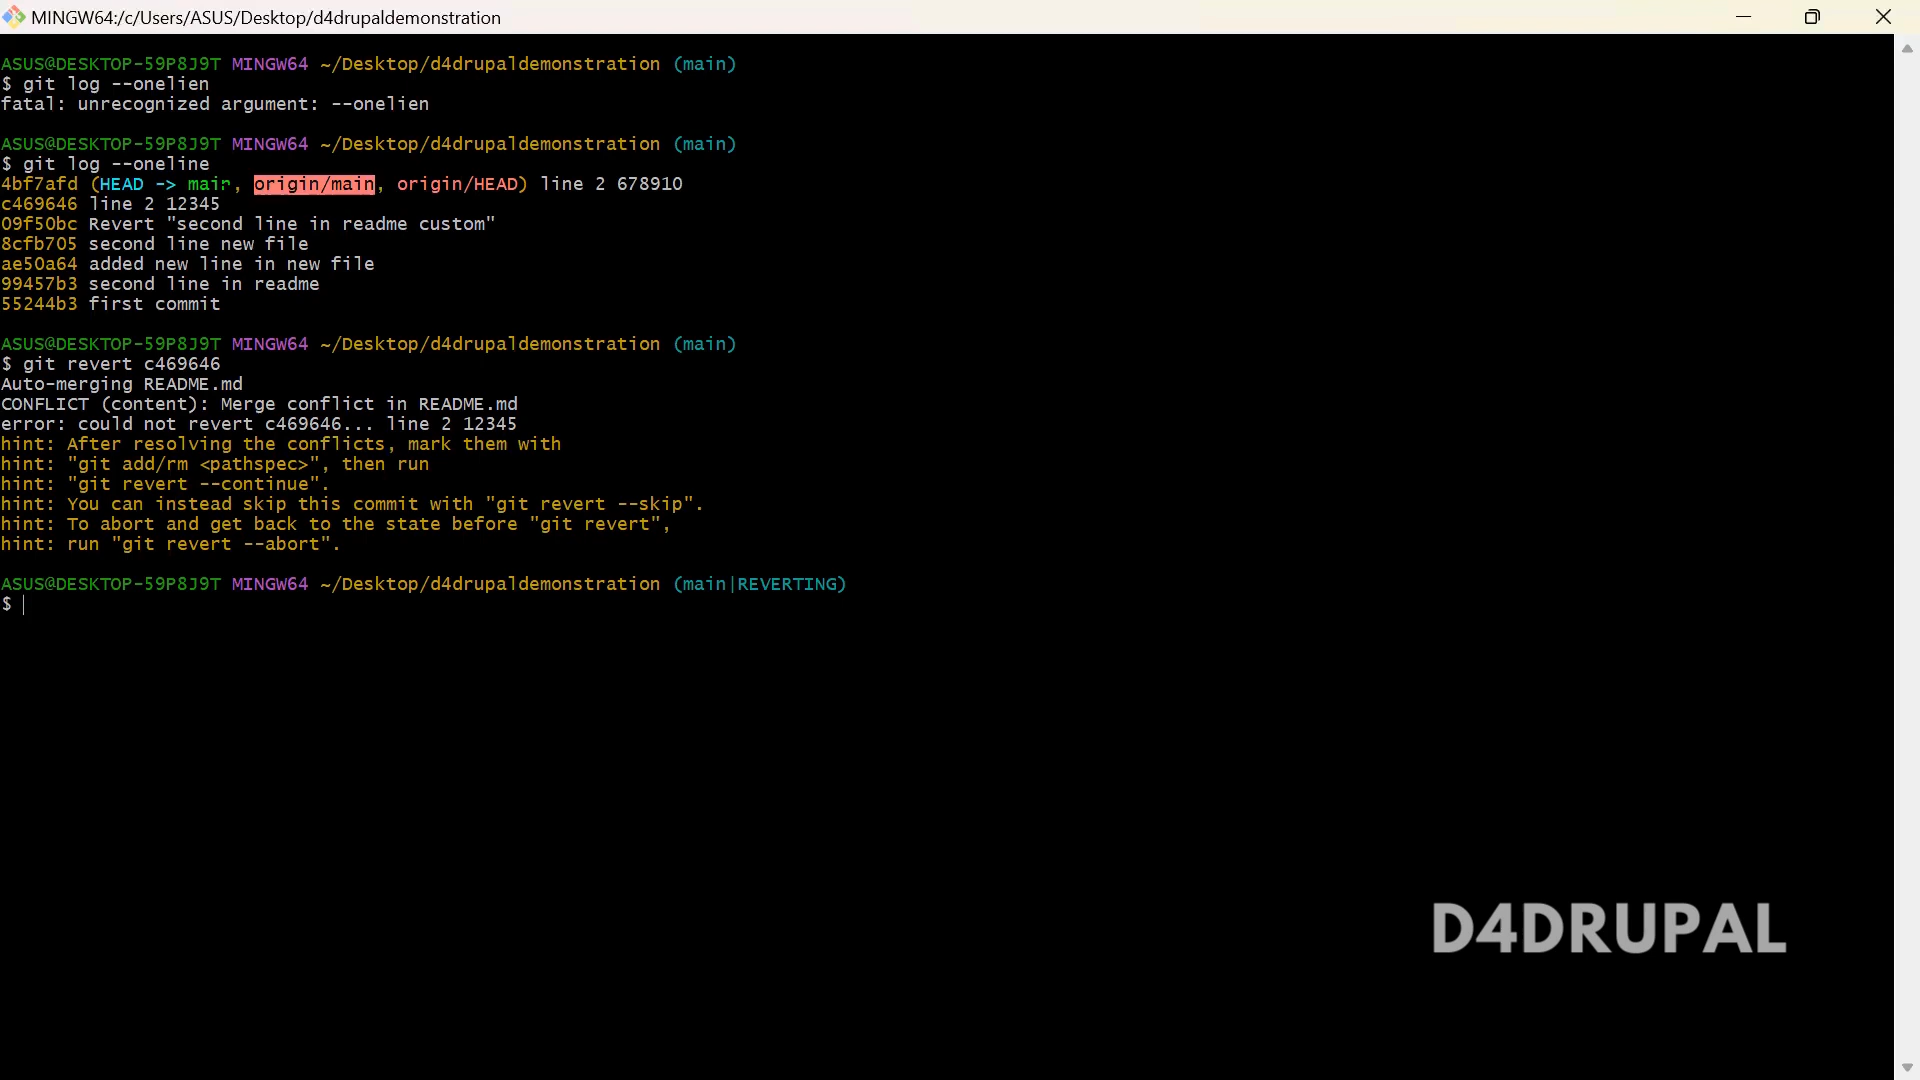 MINGW64:/c/Users/ASUS/Desktop/d4drupaldemonstration
ASUS@DESKTOP-59P8J9T MINGW64 ~/Desktop/d4drupaldemonstration (main)
$ git log --onelien
fatal: unrecognized argument: --onelien
ASUS@DESKTOP-59P8J9T MINGW64 ~/Desktop/d4drupaldemonstration (main)
$ git log --oneline
4bf7afd (HEAD -> main, origin/main, origin/HEAD) line 2 678910
c469646 line 2 12345
09f50bc Revert "second line in readme custom"
8cfb705 second line new file
ae50a64 added new line in new file
99457b3 second line in readme
55244b3 first commit
ASUS@DESKTOP-59P8J9T MINGW64 ~/Desktop/d4drupaldemonstration (main)
$ git revert c469646
Auto-merging README.md
CONFLICT (content): Merge conflict in README.md
error: could not revert c469646... line 2 12345
hint: After resolving the conflicts, mark them with
hint: "git add/rm <pathspec>", then run
hint: "git revert --continue".
hint: You can instead skip this commit with "git revert --skip".
hint: To abort and get back to the state before "git revert",
hint: run "git revert --abort".
ASUS@DESKTOP-59P8J9T MINGW64 ~/Desktop/d4drupaldemonstration (main|REVERTING)
$
D4DRUPAL